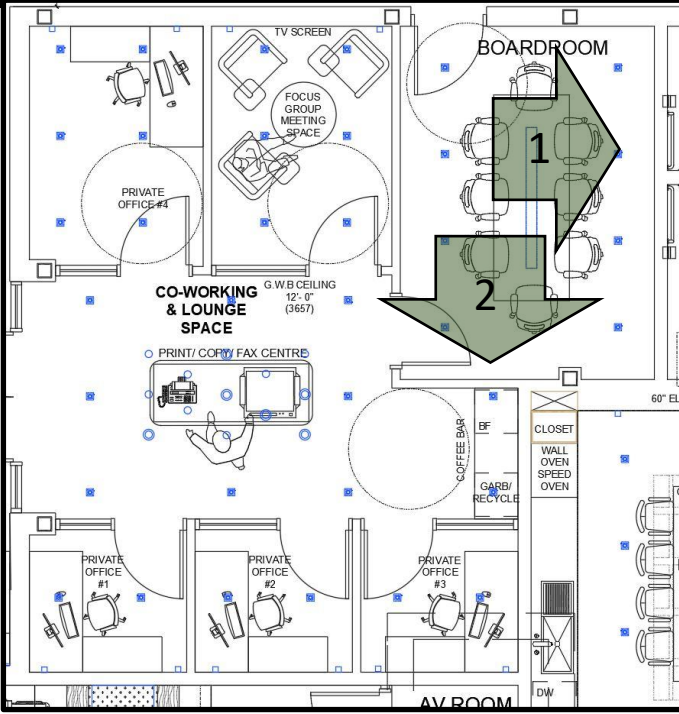 TV SCREEN
BOARDROOM
FOCUS
GROUP
MEETING
SPACE
1
PRIVATE
OFFICE #4
2
CO-WORKING
& LOUNGE
SPACE
G.W.B CEILING
12'- 0"
(3657)
PRINT/ COPY/ FAX CENTRE
60" EL
COFFEE BAR
BF
GARB/
RECYCLE
CLOSET
WALL
OVEN
SPEED
OVEN
PRIVATE
OFFICE
#1
PRIVATE
OFFICE
#2
PRIVATE
OFFICE
#3
AV ROOM
DW